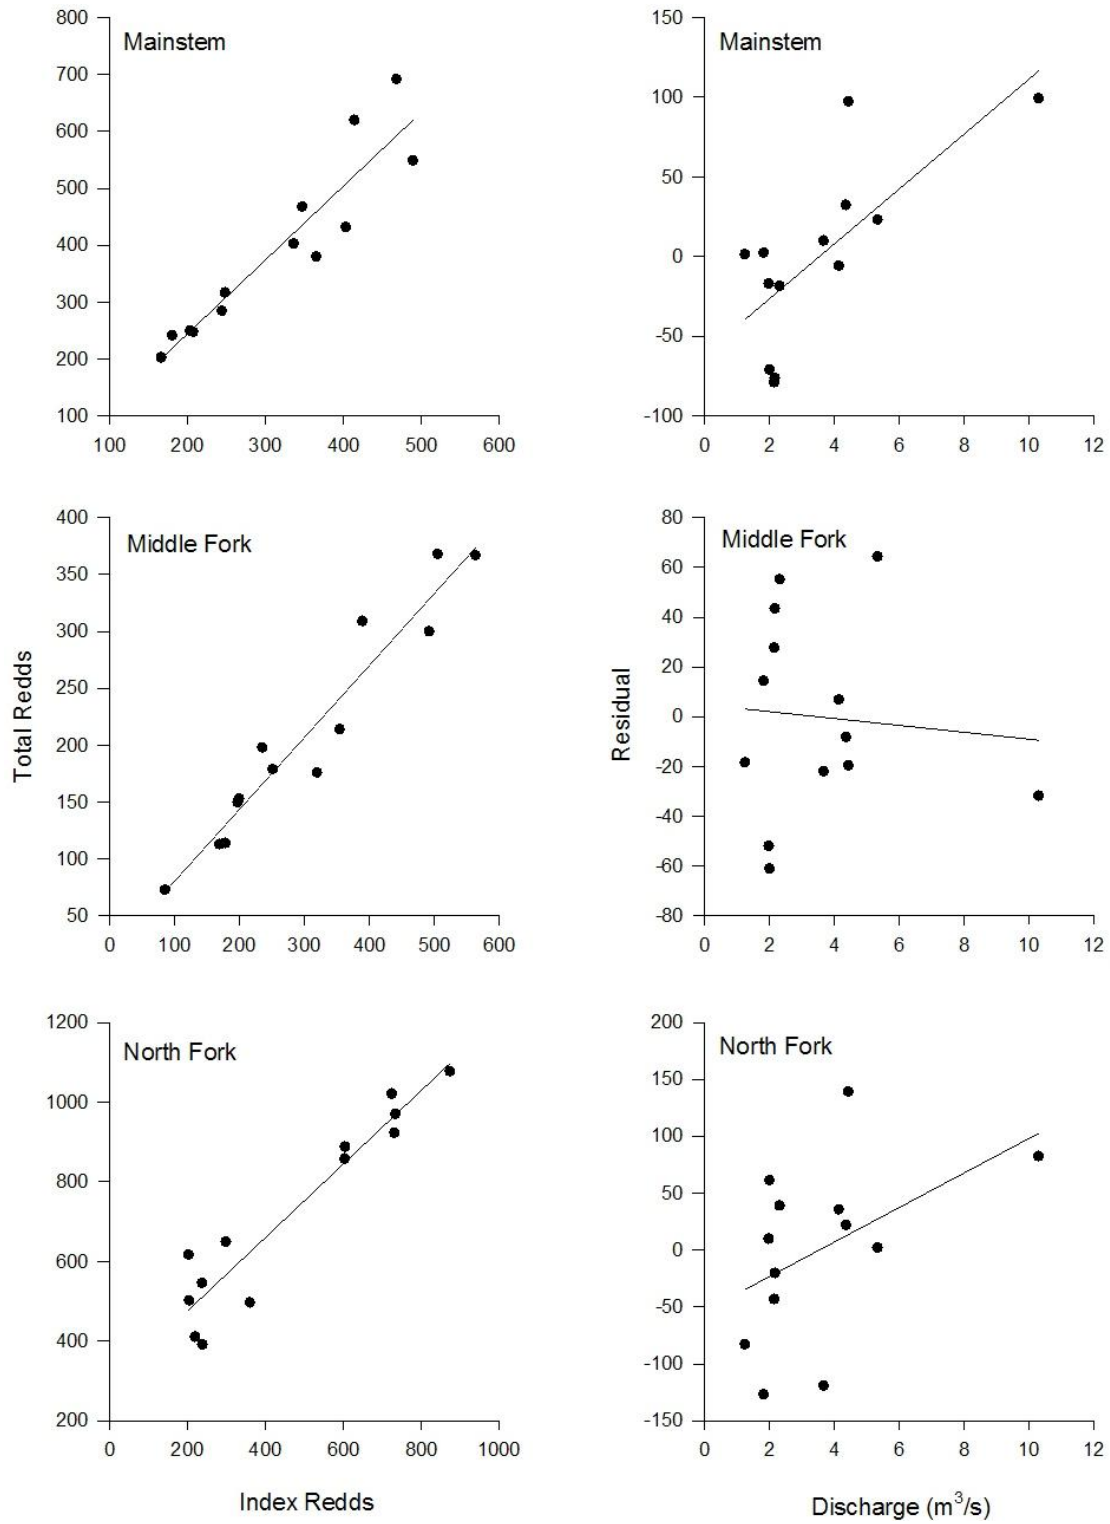 Mainstem
800
700
600
500
400
300
200
100
100 200 300 400 500 600
Mainstem
150
100
50
0
-50
-100
0 2 4 6 8 10 12
Total Redds
Middle Fork
400
350
300
250
200
150
100
50
0 100 200 300 400 500 600
Residual
Middle Fork
80
60
40
20
0
-20
-40
-60
-80
0 2 4 6 8 10 12
North Fork
1200
1000
800
600
400
200
0 200 400 600 800 1000
Index Redds
North Fork
200
150
100
50
0
-50
-100
-150
0 2 4 6 8 10 12
Discharge (m³/s)